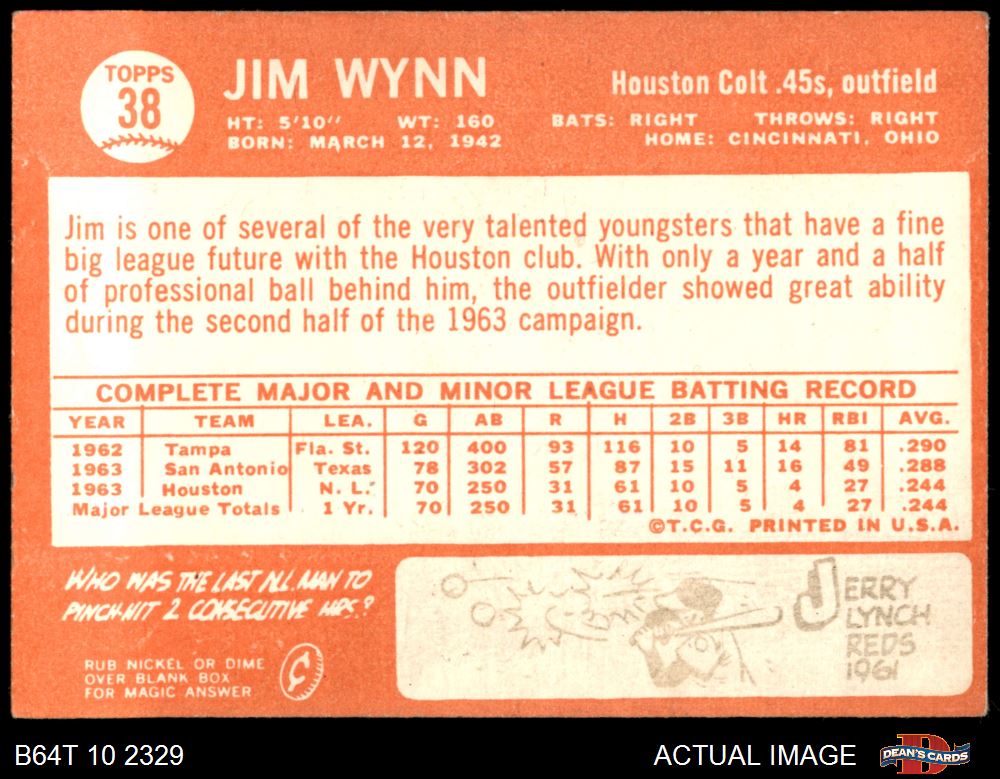 TOPPS
38
JIM WYNN
Houston Colt .45s, outfield
HT: 5'10" WT: 160
BATS: RIGHT THROWS: RIGHT
BORN: MARCH 12, 1942
HOME: CINCINNATI, OHIO
Jim is one of several of the very talented youngsters that have a fine
big league future with the Houston club. With only a year and a half
of professional ball behind him, the outfielder showed great ability
during the second half of the 1963 campaign.
COMPLETE MAJOR AND MINOR LEAGUE BATTING RECORD
YEAR TEAM LEA. G AB R H 2B 3B HR RBI AVG.
1962 Tampa Fla. St. 120 400 93 116 10 5 14 81 .290
1963 San Antonio Texas 78 302 57 87 15 11 16 49 .288
1963 Houston N. L. 70 250 31 61 10 5 4 27 .244
Major League Totals 1 Yr. 70 250 31 61 10 5 4 27 .244
©T.C.G. PRINTED IN U.S.A.
WHO WAS THE LAST N.L. MAN TO
PINCH-HIT 2 CONSECUTIVE HRS?
RUB NICKEL OR DIME
OVER BLANK BOX
FOR MAGIC ANSWER
JERRY
LYNCH
REDS
1961
B64T 10 2329
ACTUAL IMAGE
DEAN'S CARDS